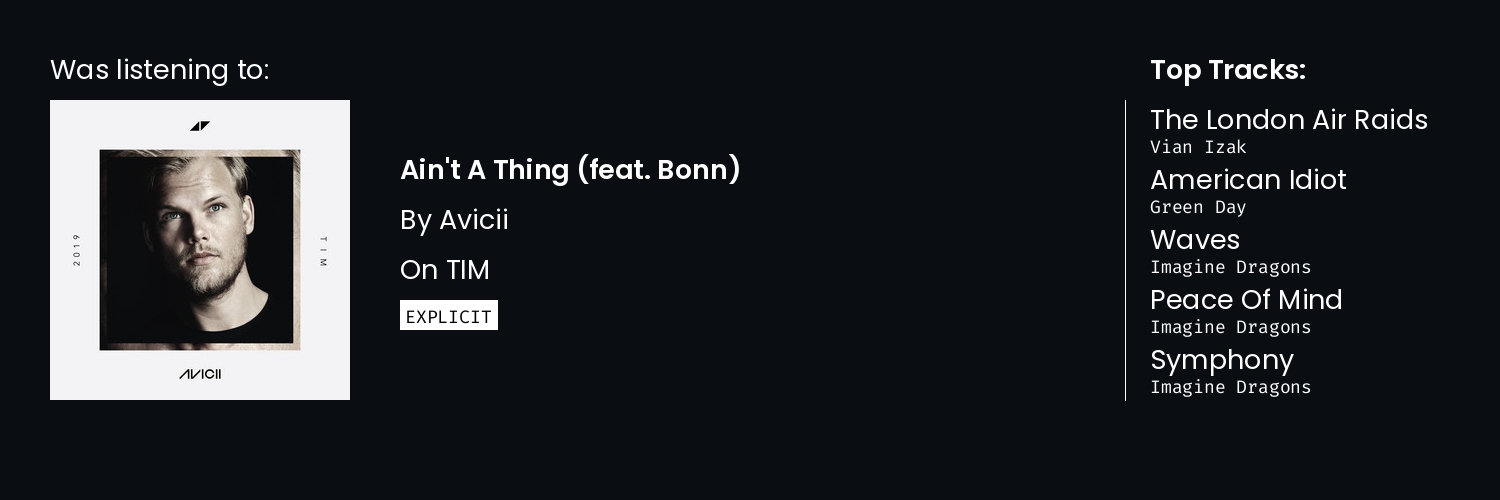 Was listening to:
2019
TIM
AVICII
Ain't A Thing (feat. Bonn)
By Avicii
On TIM
EXPLICIT
Top Tracks:
The London Air Raids
Vian Izak
American Idiot
Green Day
Waves
Imagine Dragons
Peace Of Mind
Imagine Dragons
Symphony
Imagine Dragons